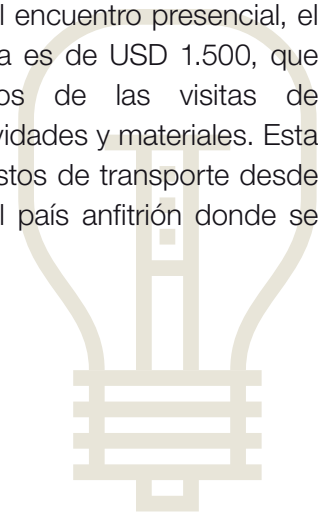 l encuentro presencial, el
a es de USD 1.500, que
os de las visitas de
vidades y materiales. Esta
stos de transporte desde
l país anfitrión donde se